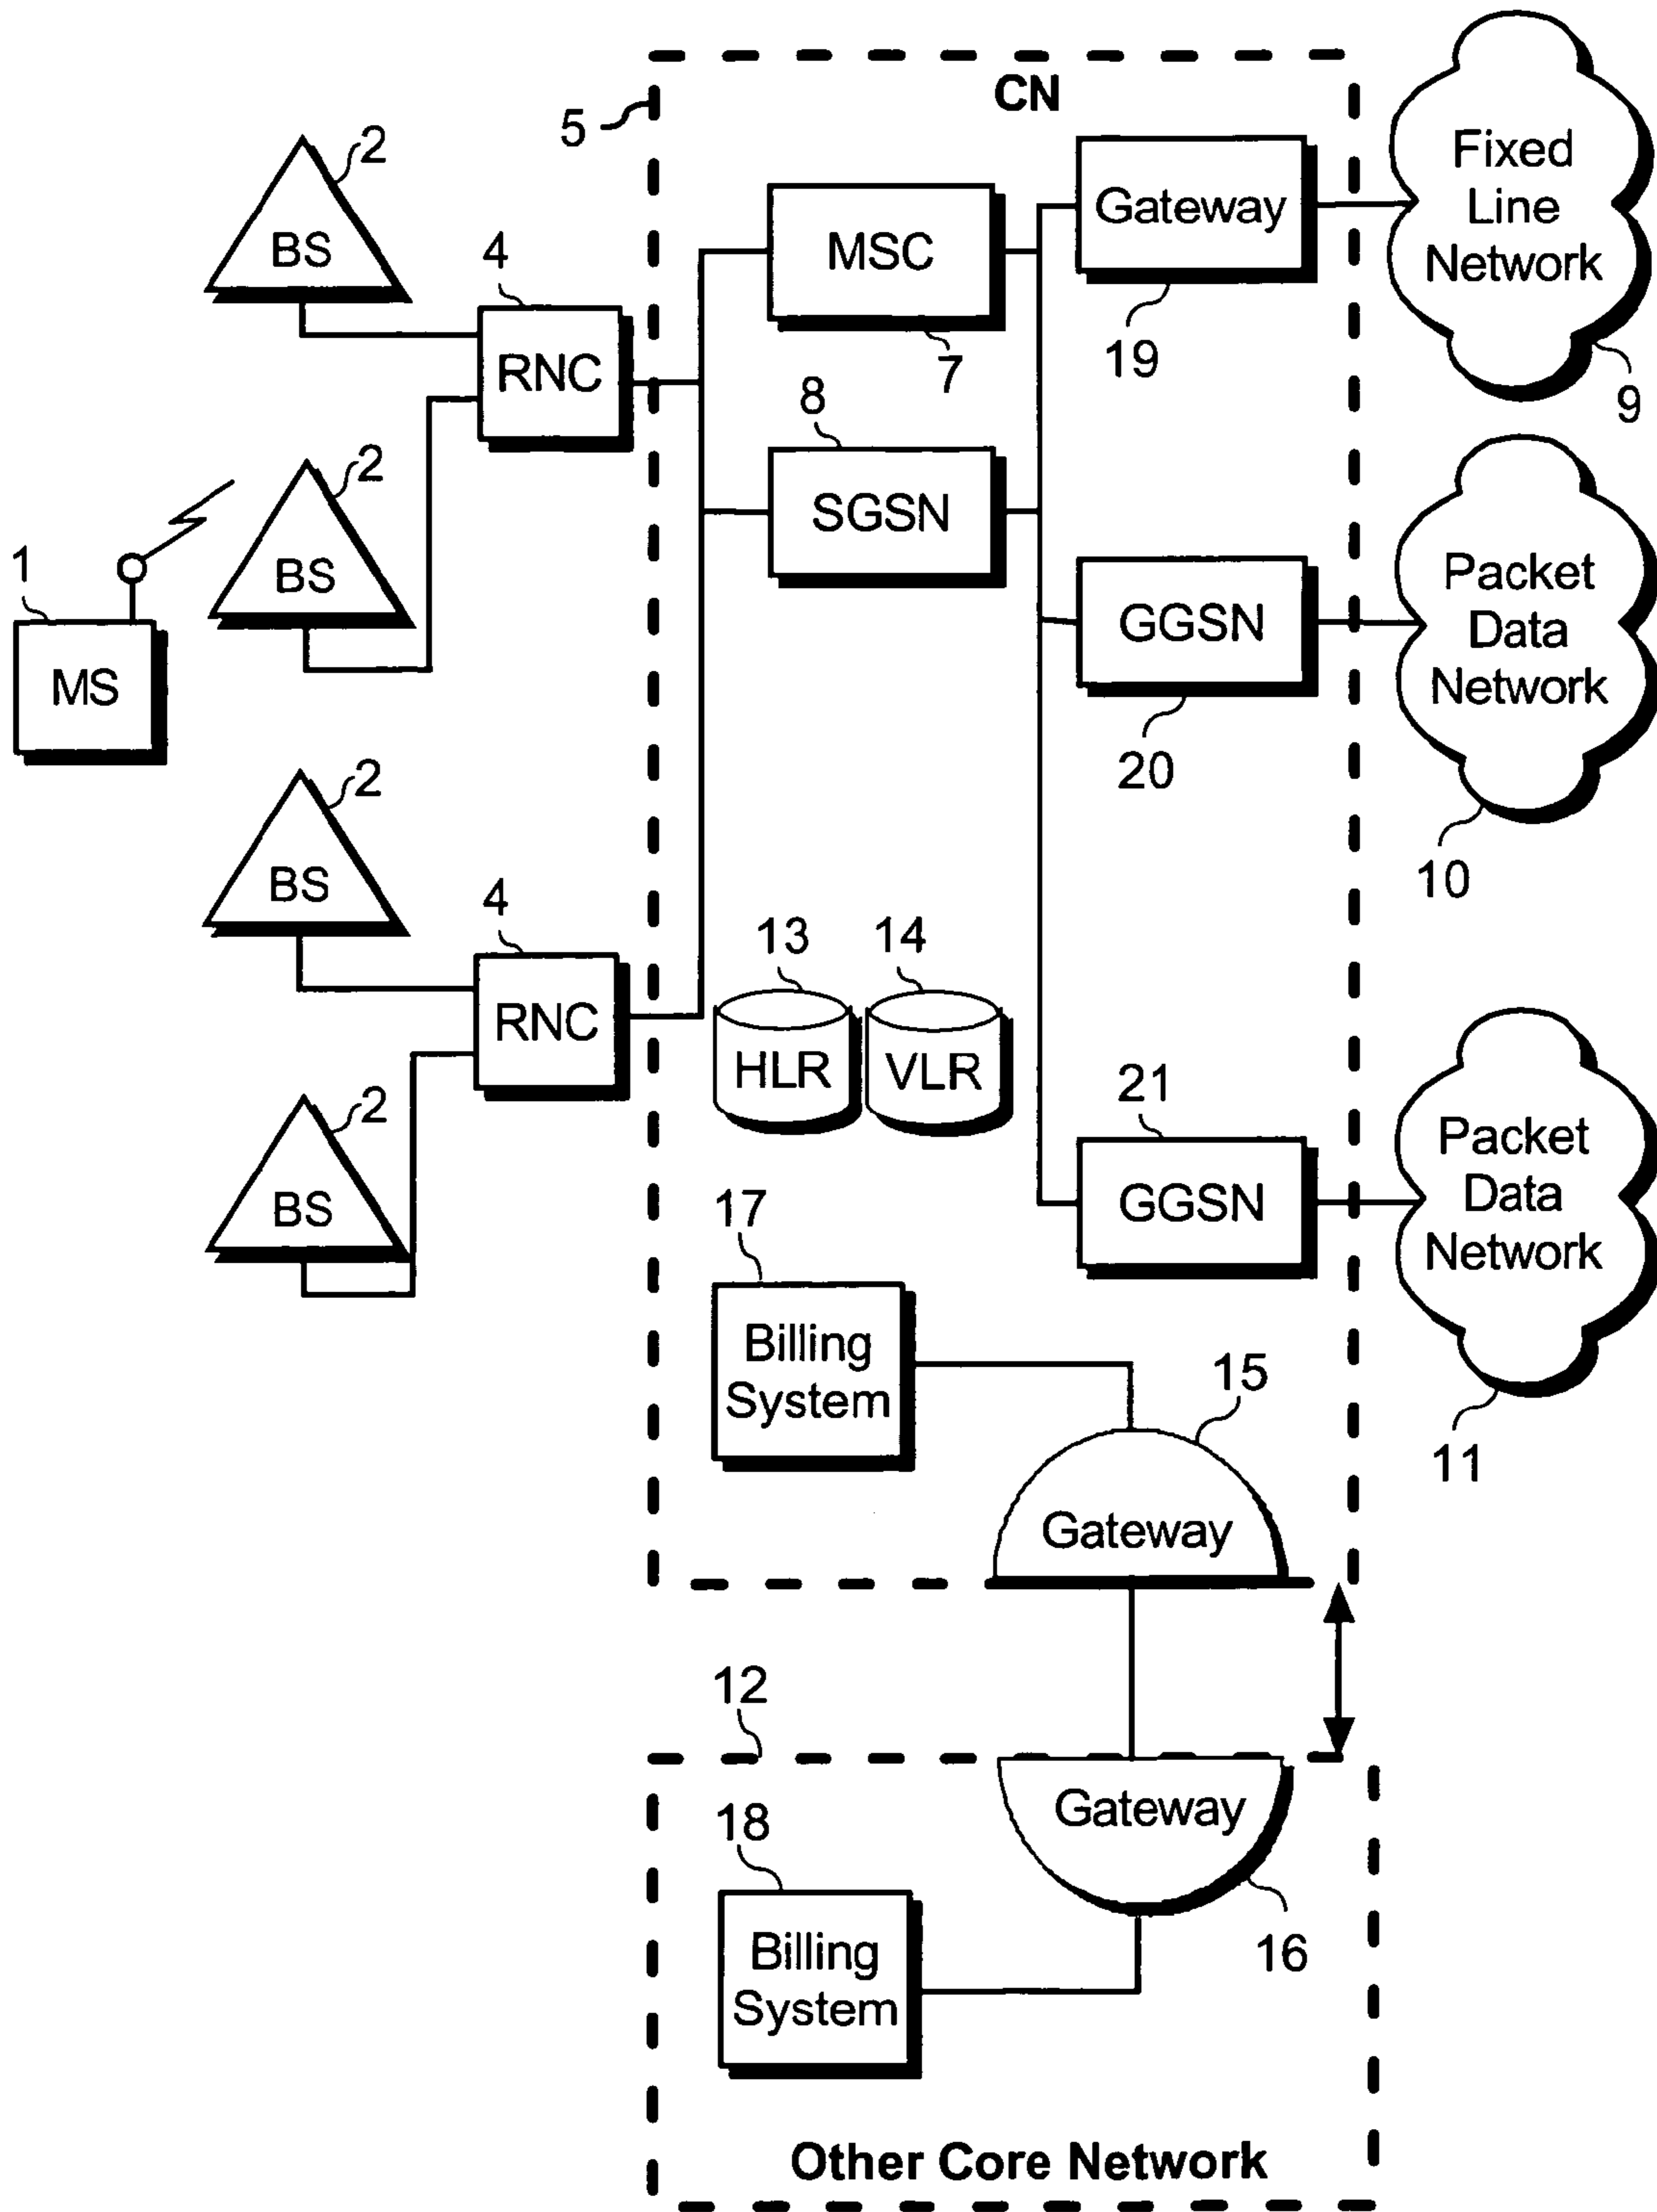 CN
5
2
BS
4
RNC
2
BS
1
MS
2
BS
4
RNC
2
BS
MSC
7
8
SGSN
Gateway
19
Fixed
Line
Network
9
GGSN
20
Packet
Data
Network
10
13
14
HLR
VLR
21
GGSN
Packet
Data
Network
11
17
Billing
System
15
Gateway
12
Gateway
16
18
Billing
System
Other Core Network